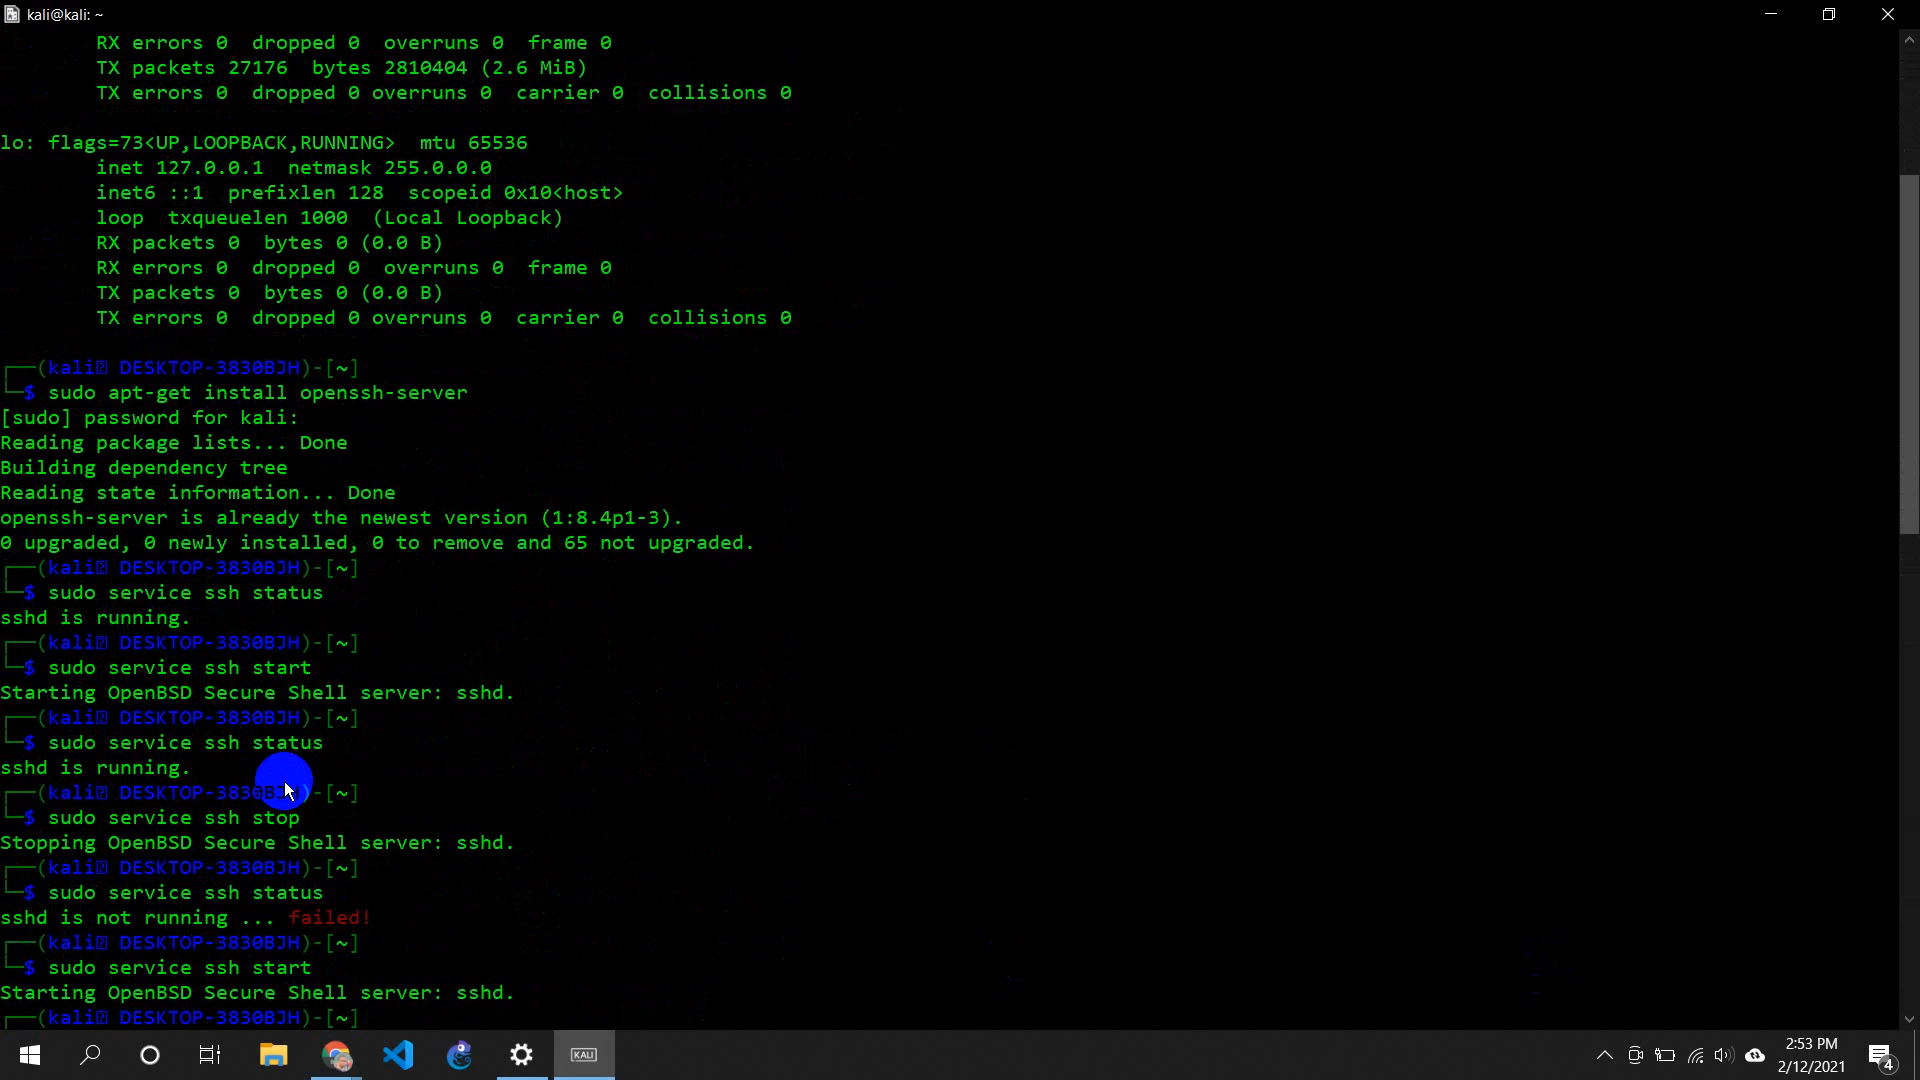 kali@kali: ~
RX errors 0  dropped 0  overruns 0  frame 0
TX packets 27176  bytes 2810404 (2.6 MiB)
TX errors 0  dropped 0 overruns 0  carrier 0  collisions 0
lo: flags=73<UP,LOOPBACK,RUNNING>  mtu 65536
inet 127.0.0.1  netmask 255.0.0.0
inet6 ::1  prefixlen 128  scopeid 0x10<host>
loop  txqueuelen 1000  (Local Loopback)
RX packets 0  bytes 0 (0.0 B)
RX errors 0  dropped 0  overruns 0  frame 0
TX packets 0  bytes 0 (0.0 B)
TX errors 0  dropped 0 overruns 0  carrier 0  collisions 0
┌──(kali⍰ DESKTOP-3830BJH)-[~]
└─$ sudo apt-get install openssh-server
[sudo] password for kali:
Reading package lists... Done
Building dependency tree
Reading state information... Done
openssh-server is already the newest version (1:8.4p1-3).
0 upgraded, 0 newly installed, 0 to remove and 65 not upgraded.
┌──(kali⍰ DESKTOP-3830BJH)-[~]
└─$ sudo service ssh status
sshd is running.
┌──(kali⍰ DESKTOP-3830BJH)-[~]
└─$ sudo service ssh start
Starting OpenBSD Secure Shell server: sshd.
┌──(kali⍰ DESKTOP-3830BJH)-[~]
└─$ sudo service ssh status
sshd is running.
┌──(kali⍰ DESKTOP-3830BJH)-[~]
└─$ sudo service ssh stop
Stopping OpenBSD Secure Shell server: sshd.
┌──(kali⍰ DESKTOP-3830BJH)-[~]
└─$ sudo service ssh status
sshd is not running ... failed!
┌──(kali⍰ DESKTOP-3830BJH)-[~]
└─$ sudo service ssh start
Starting OpenBSD Secure Shell server: sshd.
┌──(kali⍰ DESKTOP-3830BJH)-[~]
KALI
2:53 PM
2/12/2021
4